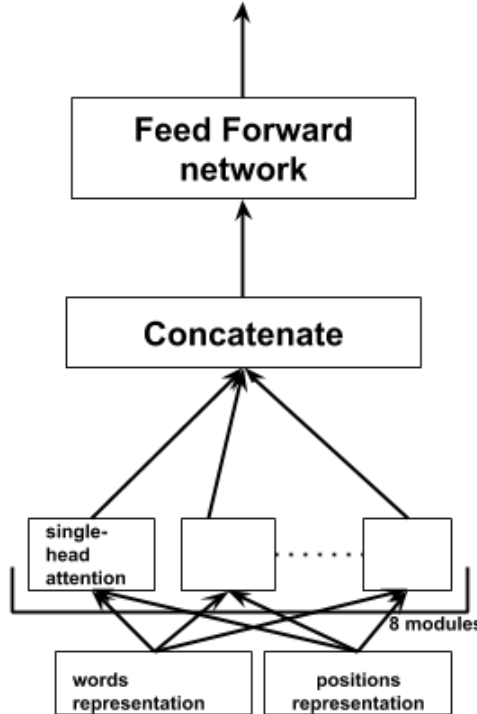 Feed Forward
network
Concatenate
single-
head
attention
8 modules
words
representation
positions
representation